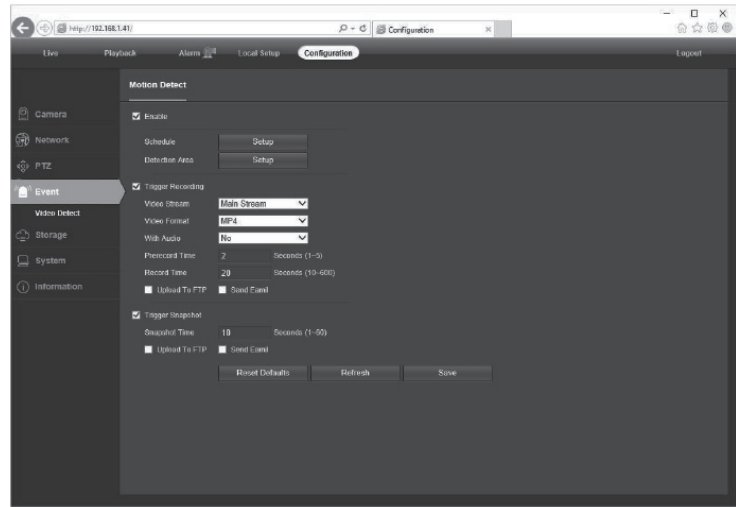 http://192.168.1.41/
Configuration
Live Playback Alarm Local Setup Configuration Logout
Motion Detect
Camera
Network
PTZ
Event
Video Detect
Storage
System
Information
Enable
Schedule Setup
Detection Area Setup
Trigger Recording
Video Stream Main Stream
Video Format MP4
With Audio No
Prerecord Time 2 Seconds (1~5)
Record Time 20 Seconds (10~600)
Upload To FTP Send Eamil
Trigger Snapshot
Snapshot Time 10 Seconds (1~60)
Upload To FTP Send Eamil
Reset Defaults Refresh Save